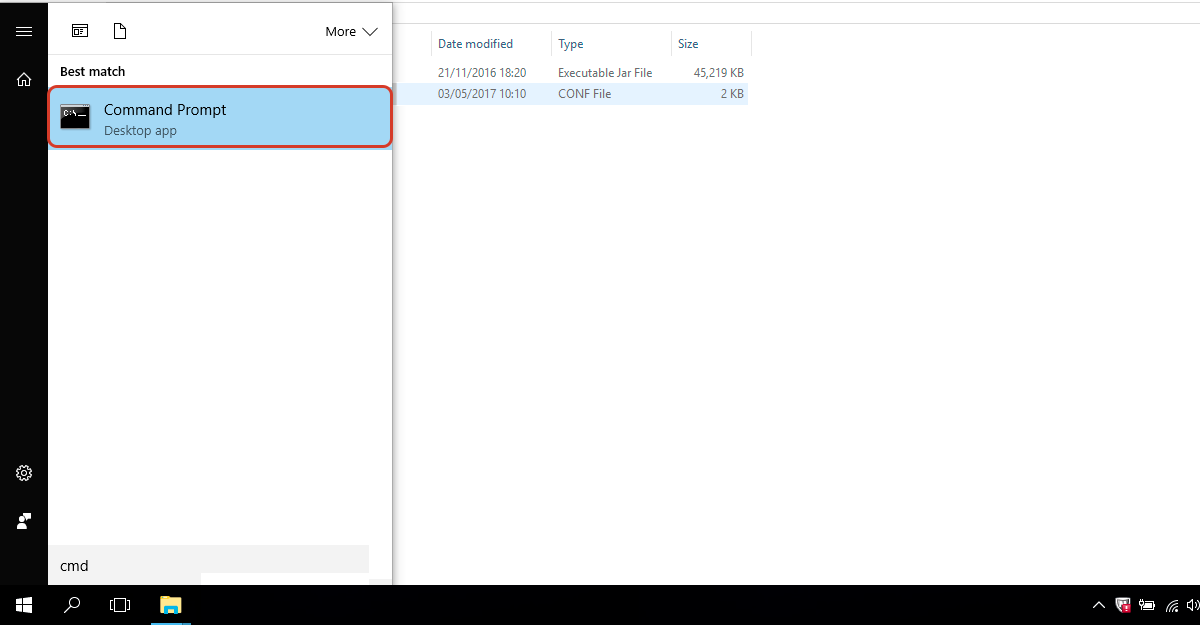 More
Best match
Command Prompt
Desktop app
cmd
Date modified Type Size
21/11/2016 18:20 Executable Jar File 45,219 KB
03/05/2017 10:10 CONF File 2 KB